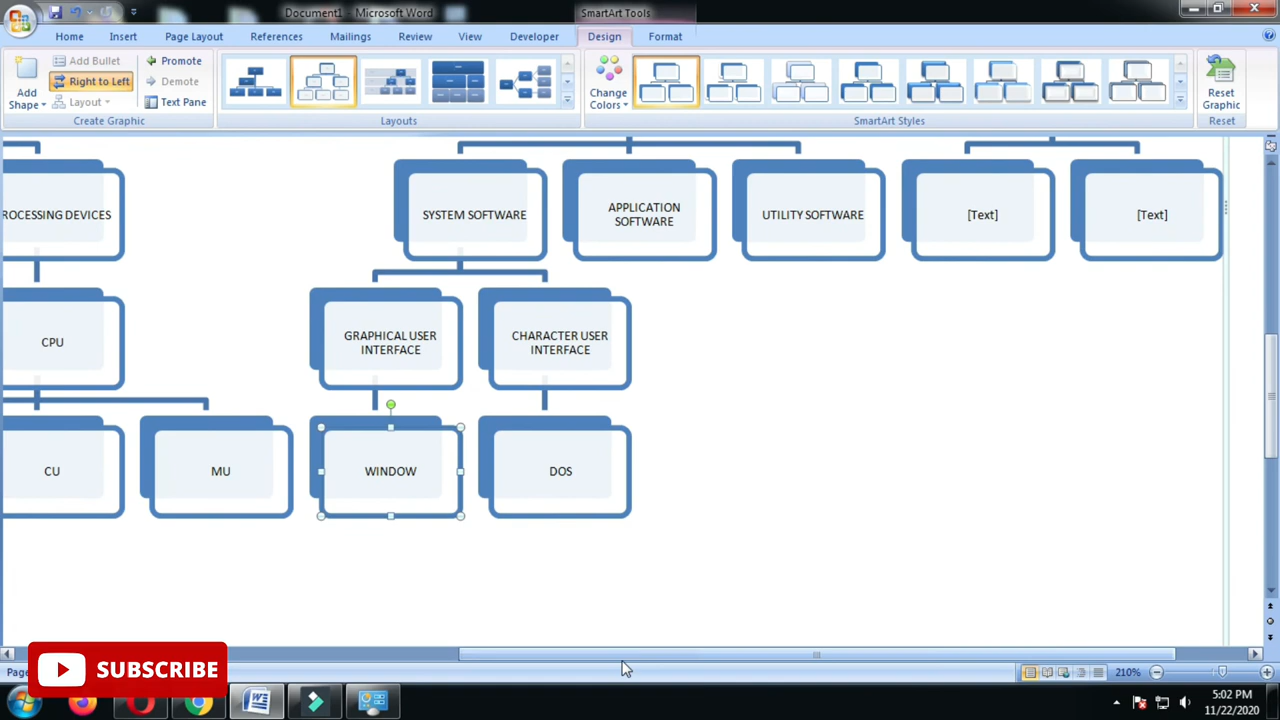 Document1 - Microsoft Word
SmartArt Tools
Home
Insert
Page Layout
References
Mailings
Review
View
Developer
Design
Format
Add Shape
Add Bullet
Right to Left
Layout
Promote
Demote
Text Pane
Create Graphic
Layouts
Change Colors
SmartArt Styles
Reset Graphic
Reset
ROCESSING DEVICES
SYSTEM SOFTWARE
APPLICATION
SOFTWARE
UTILITY SOFTWARE
[Text]
[Text]
CPU
GRAPHICAL USER
INTERFACE
CHARACTER USER
INTERFACE
CU
MU
WINDOW
DOS
Page
SUBSCRIBE
210%
5:02 PM
11/22/2020